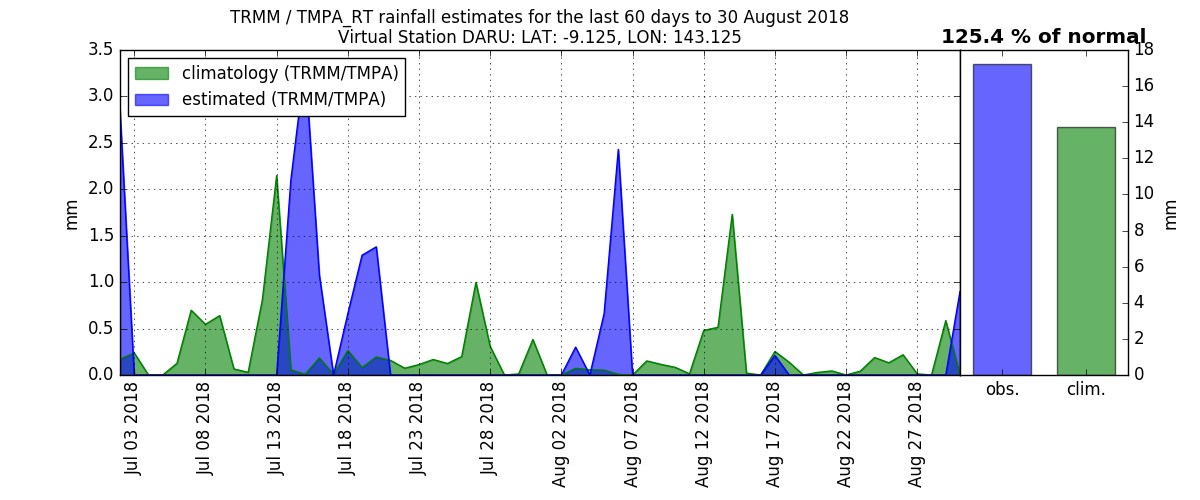 TRMM / TMPA_RT rainfall estimates for the last 60 days to 30 August 2018
Virtual Station DARU: LAT: -9.125, LON: 143.125
125.4 % of normal
climatology (TRMM/TMPA)
estimated (TRMM/TMPA)
3.5
3.0
2.5
2.0
1.5
1.0
0.5
0.0
mm
Jul 03 2018
Jul 08 2018
Jul 13 2018
Jul 18 2018
Jul 23 2018
Jul 28 2018
Aug 02 2018
Aug 07 2018
Aug 12 2018
Aug 17 2018
Aug 22 2018
Aug 27 2018
obs.
clim.
18
16
14
12
10
8
6
4
2
0
mm